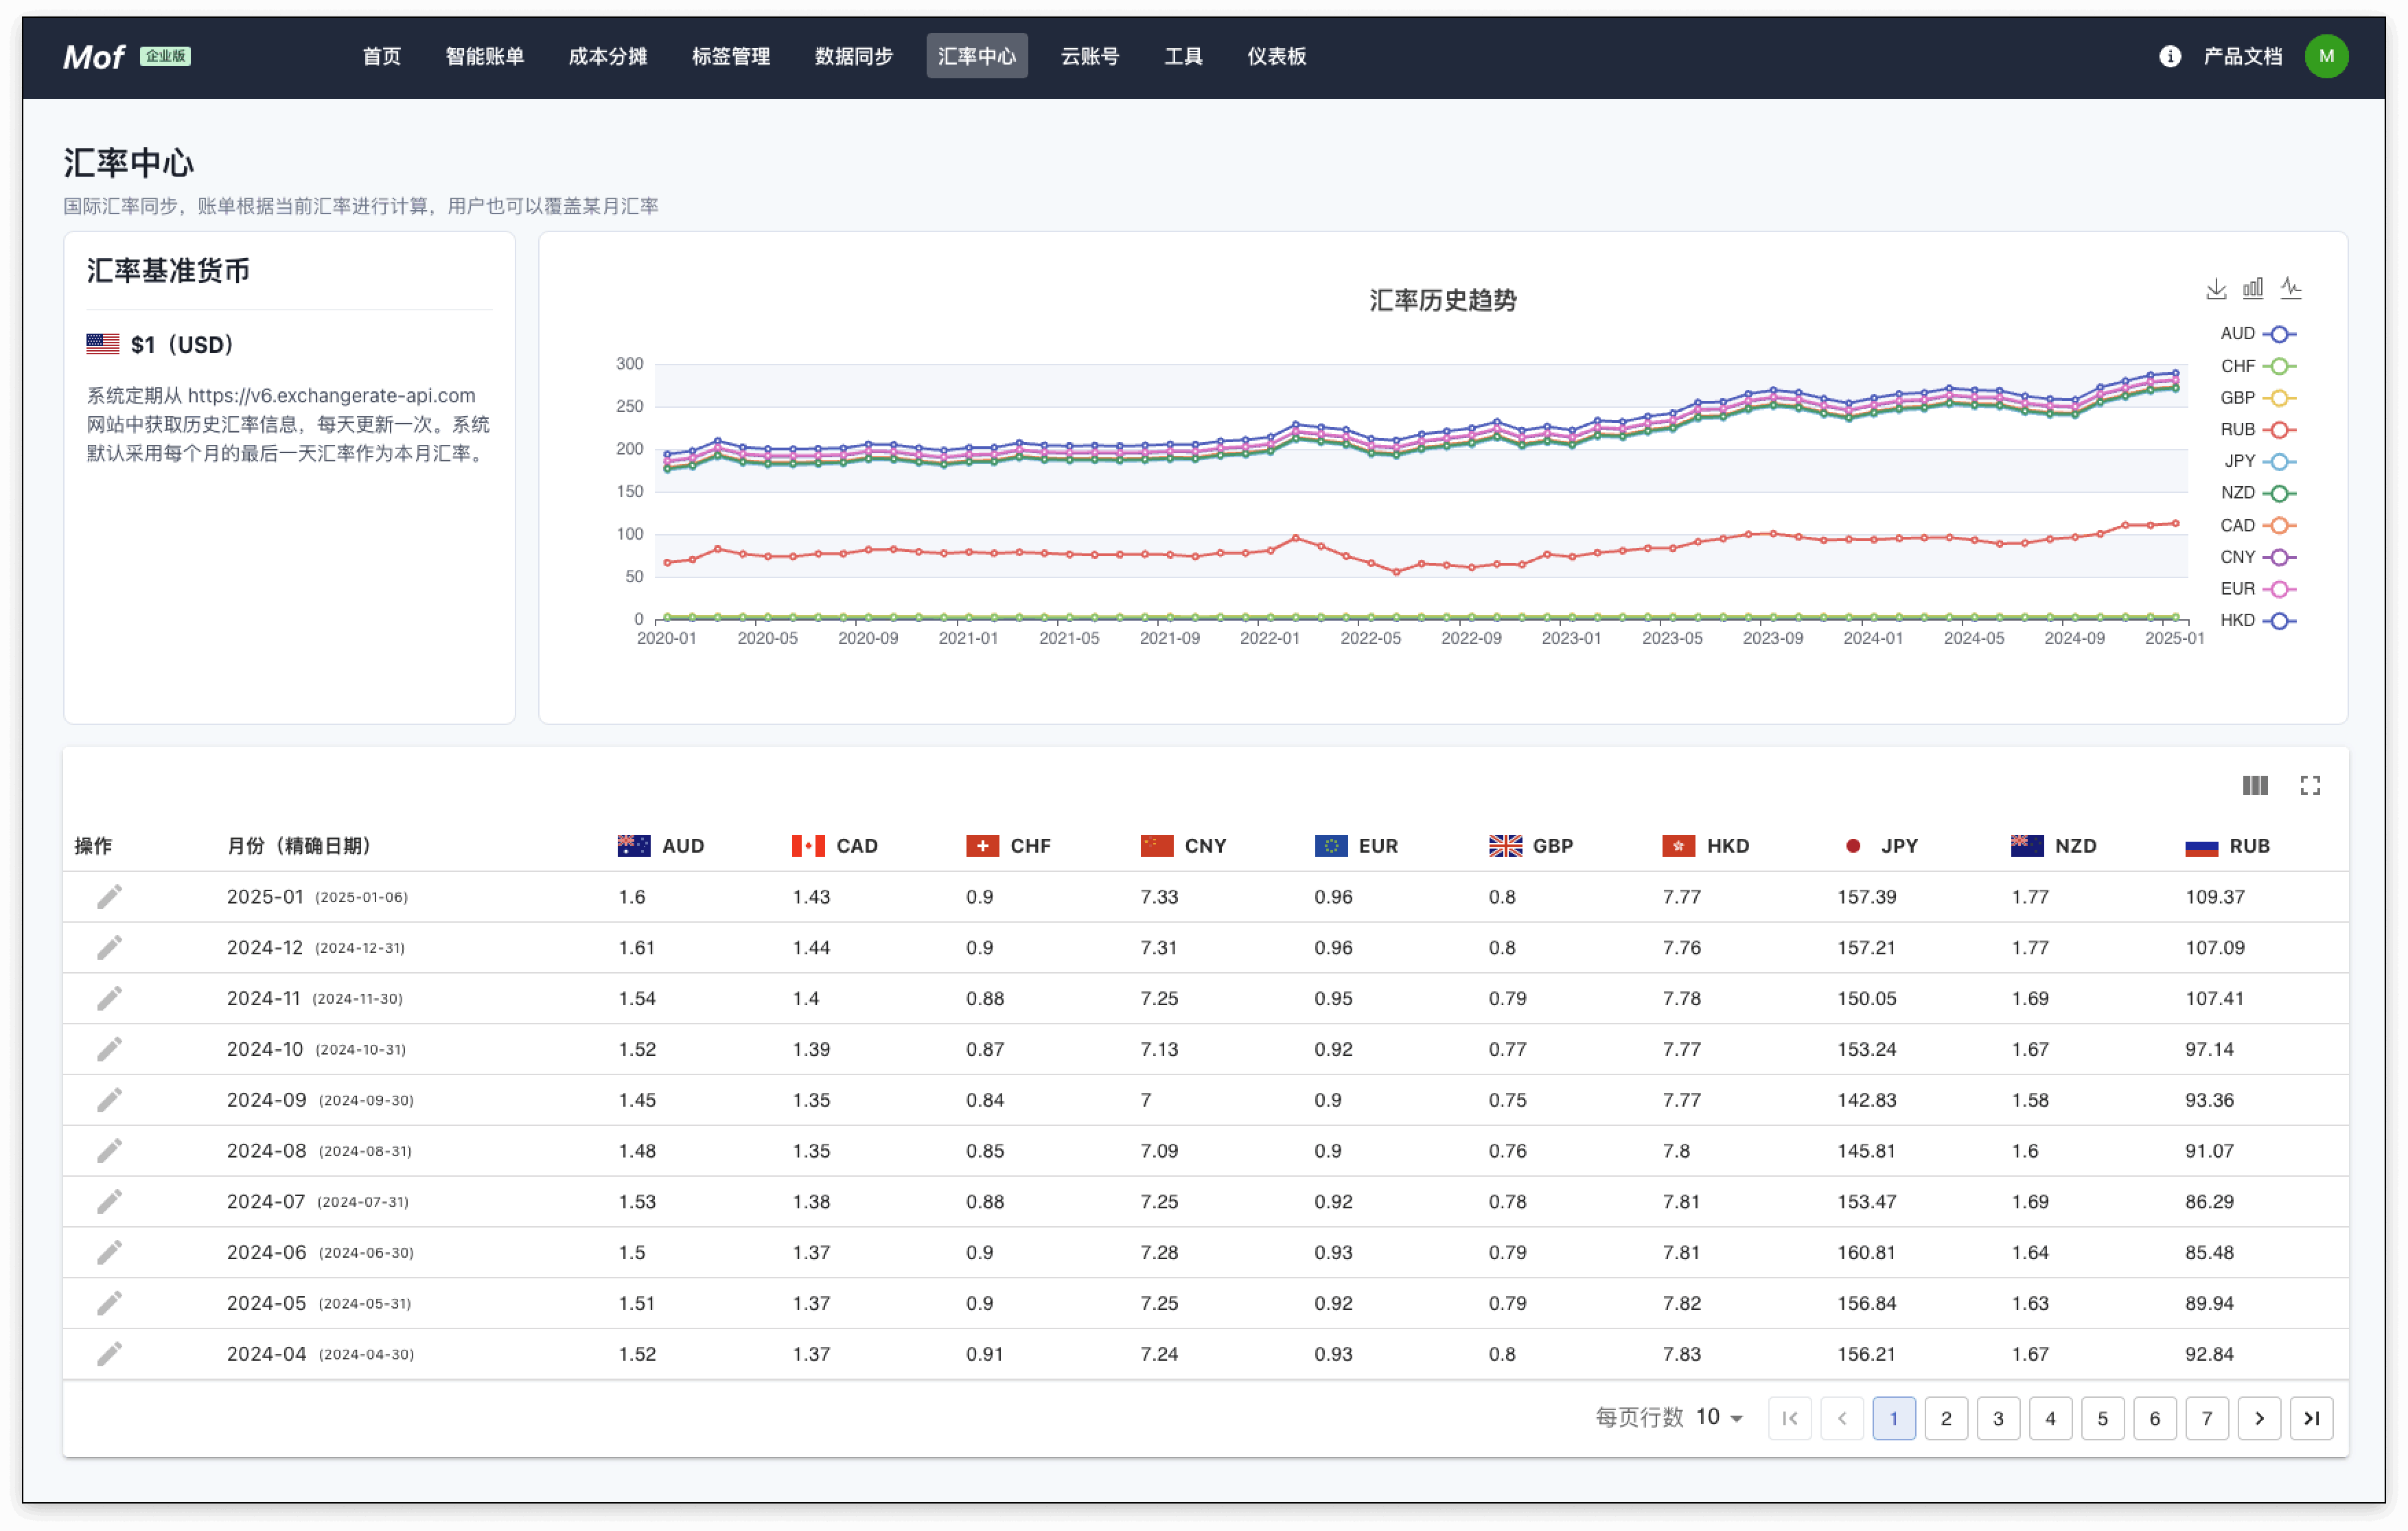 Mof 企业版 首页 智能账单 成本分摊 标签管理 数据同步 汇率中心 云账号 工具 仪表板 产品文档 M
汇率中心
国际汇率同步，账单根据当前汇率进行计算，用户也可以覆盖某月汇率
汇率基准货币
$1（USD）
系统定期从 https://v6.exchangerate-api.com
网站中获取历史汇率信息，每天更新一次。系统
默认采用每个月的最后一天汇率作为本月汇率。
汇率历史趋势
300
250
200
150
100
50
0
2020-01 2020-05 2020-09 2021-01 2021-05 2021-09 2022-01 2022-05 2022-09 2023-01 2023-05 2023-09 2024-01 2024-05 2024-09 2025-01
AUD
CHF
GBP
RUB
JPY
NZD
CAD
CNY
EUR
HKD
操作 月份（精确日期） AUD CAD CHF CNY EUR GBP HKD JPY NZD RUB
2025-01 (2025-01-06) 1.6 1.43 0.9 7.33 0.96 0.8 7.77 157.39 1.77 109.37
2024-12 (2024-12-31) 1.61 1.44 0.9 7.31 0.96 0.8 7.76 157.21 1.77 107.09
2024-11 (2024-11-30) 1.54 1.4 0.88 7.25 0.95 0.79 7.78 150.05 1.69 107.41
2024-10 (2024-10-31) 1.52 1.39 0.87 7.13 0.92 0.77 7.77 153.24 1.67 97.14
2024-09 (2024-09-30) 1.45 1.35 0.84 7 0.9 0.75 7.77 142.83 1.58 93.36
2024-08 (2024-08-31) 1.48 1.35 0.85 7.09 0.9 0.76 7.8 145.81 1.6 91.07
2024-07 (2024-07-31) 1.53 1.38 0.88 7.25 0.92 0.78 7.81 153.47 1.69 86.29
2024-06 (2024-06-30) 1.5 1.37 0.9 7.28 0.93 0.79 7.81 160.81 1.64 85.48
2024-05 (2024-05-31) 1.51 1.37 0.9 7.25 0.92 0.79 7.82 156.84 1.63 89.94
2024-04 (2024-04-30) 1.52 1.37 0.91 7.24 0.93 0.8 7.83 156.21 1.67 92.84
每页行数 10 1 2 3 4 5 6 7